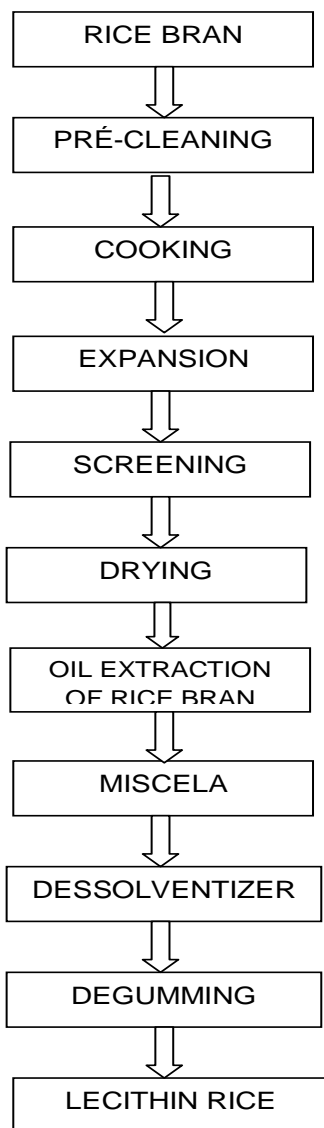 RICE BRAN
PRÉ-CLEANING
COOKING
EXPANSION
SCREENING
DRYING
OIL EXTRACTION
OF RICE BRAN
MISCELA
DESSOLVENTIZER
DEGUMMING
LECITHIN RICE